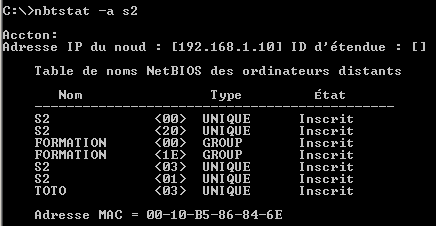 C:\>nbtstat -a s2
Accton:
Adresse IP du noud : [192.168.1.10] ID d'étendue : []
Table de noms NetBIOS des ordinateurs distants
Nom Type État
S2 <00> UNIQUE Inscrit
S2 <20> UNIQUE Inscrit
FORMATION <00> GROUP Inscrit
FORMATION <1E> GROUP Inscrit
S2 <03> UNIQUE Inscrit
S2 <01> UNIQUE Inscrit
TOTO <03> UNIQUE Inscrit
Adresse MAC = 00-10-B5-86-84-6E